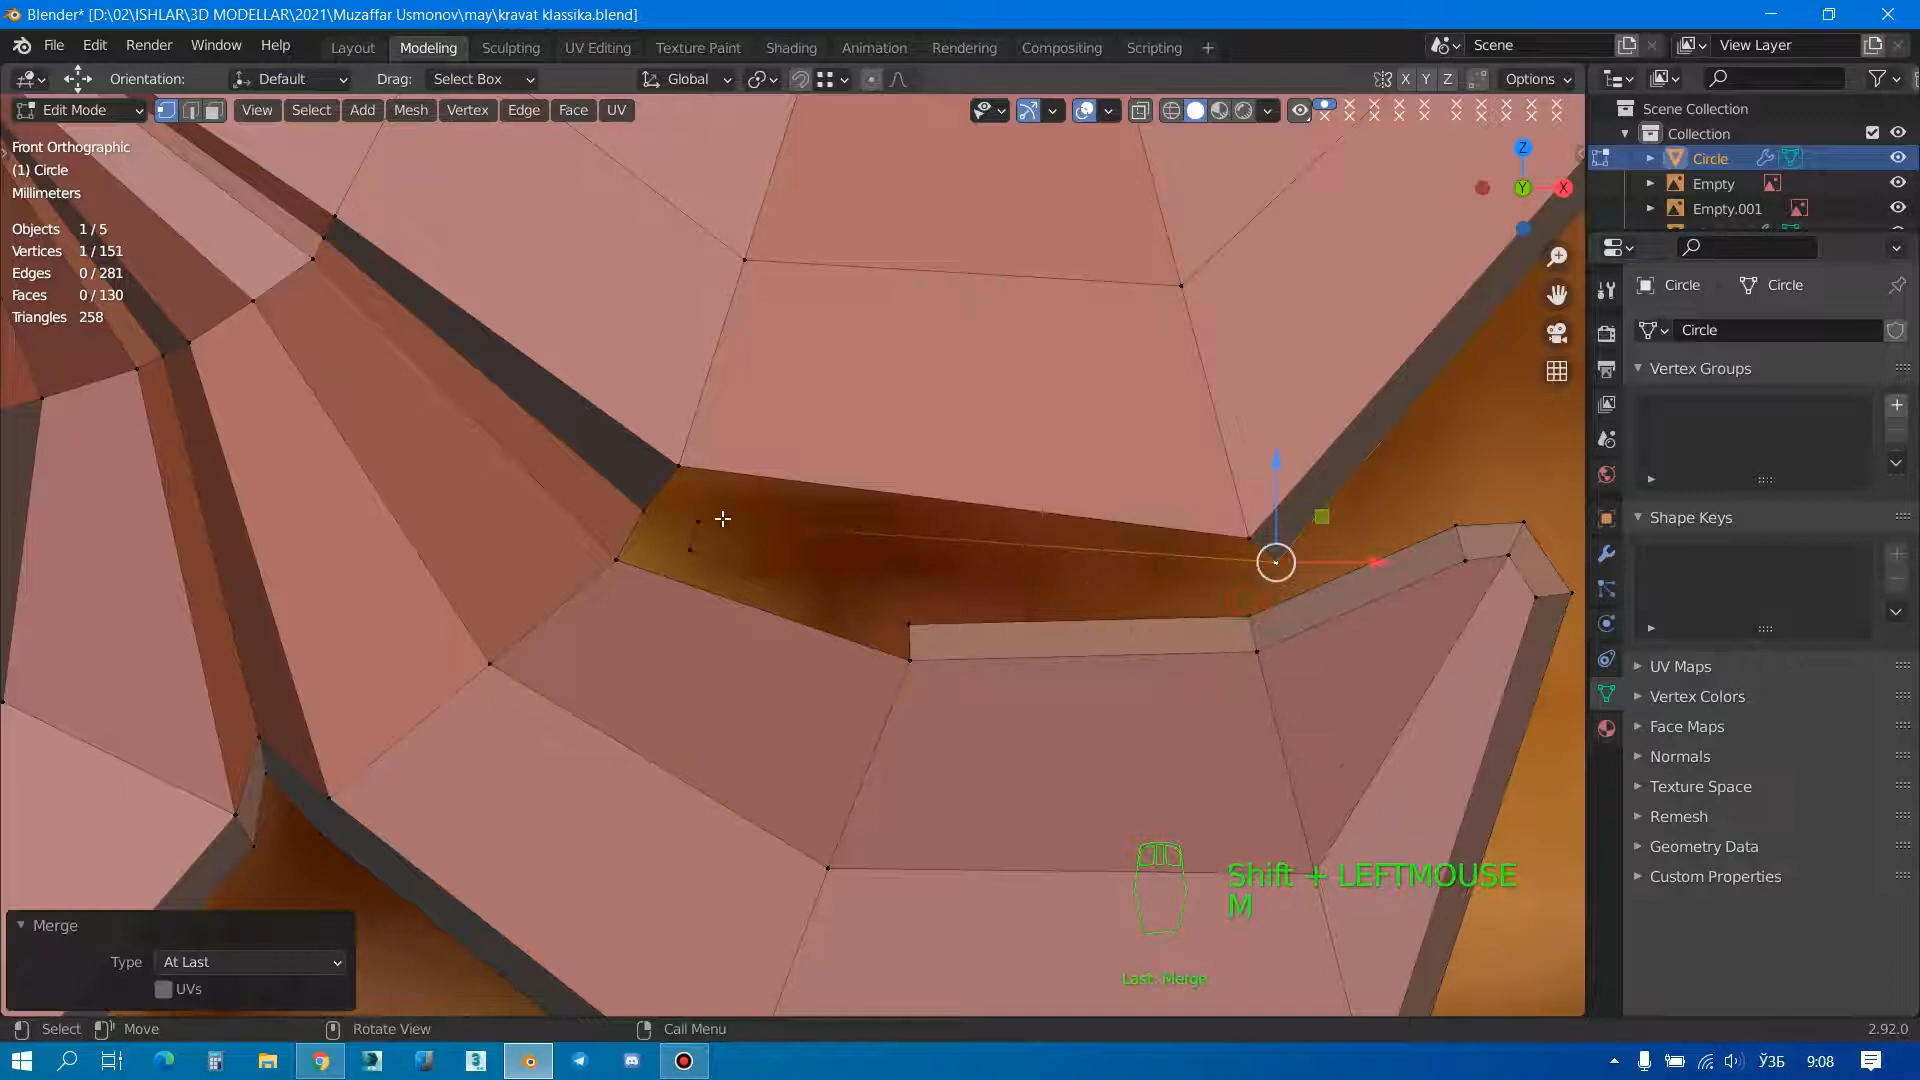 Blender* [D:\02\ISHLAR\3D MODELLAR\2021\Muzaffar Usmonov\may\kravat klassika.blend]
File Edit Render Window Help Layout Modeling Sculpting UV Editing Texture Paint Shading Animation Rendering Compositing Scripting + Scene View Layer
Orientation: Default Drag: Select Box Global X Y Z Options
Edit Mode View Select Add Mesh Vertex Edge Face UV
Scene Collection
Collection
Circle
Empty
Empty.001
Front Orthographic
(1) Circle
Millimeters
Objects 1 / 5
Vertices 1 / 151
Edges 0 / 281
Faces 0 / 130
Triangles 258
Z
Y
X
Circle Circle
Circle
Vertex Groups
Shape Keys
UV Maps
Vertex Colors
Face Maps
Normals
Texture Space
Remesh
Geometry Data
Custom Properties
Shift + LEFTMOUSE
M
Last: Merge
Merge
Type At Last
UVs
Select Move Rotate View Call Menu 2.92.0
ЎЗБ 9:08